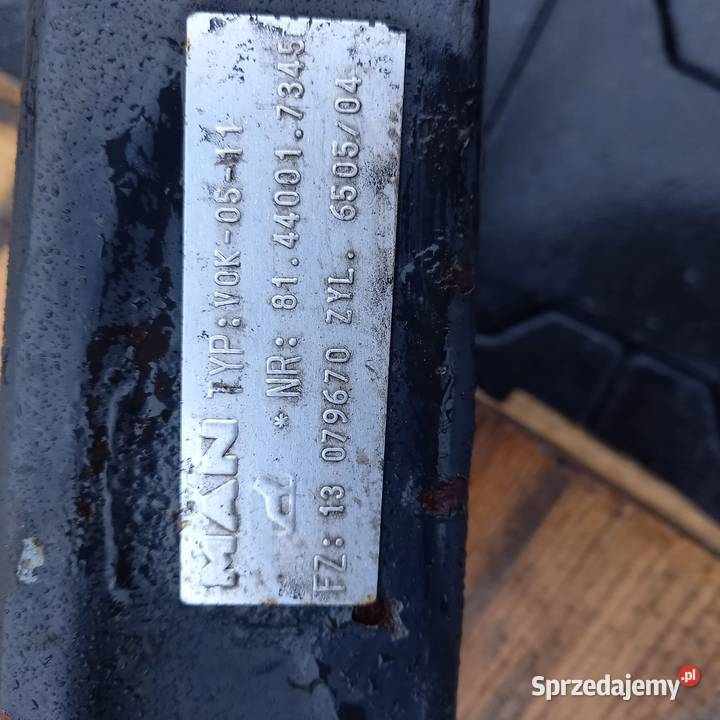 MAN TYP: VOK-05-11
* NR: 81.44001.7345
FZ: 13 079670 ZYL. 6505/04
Sprzedajemy.pl